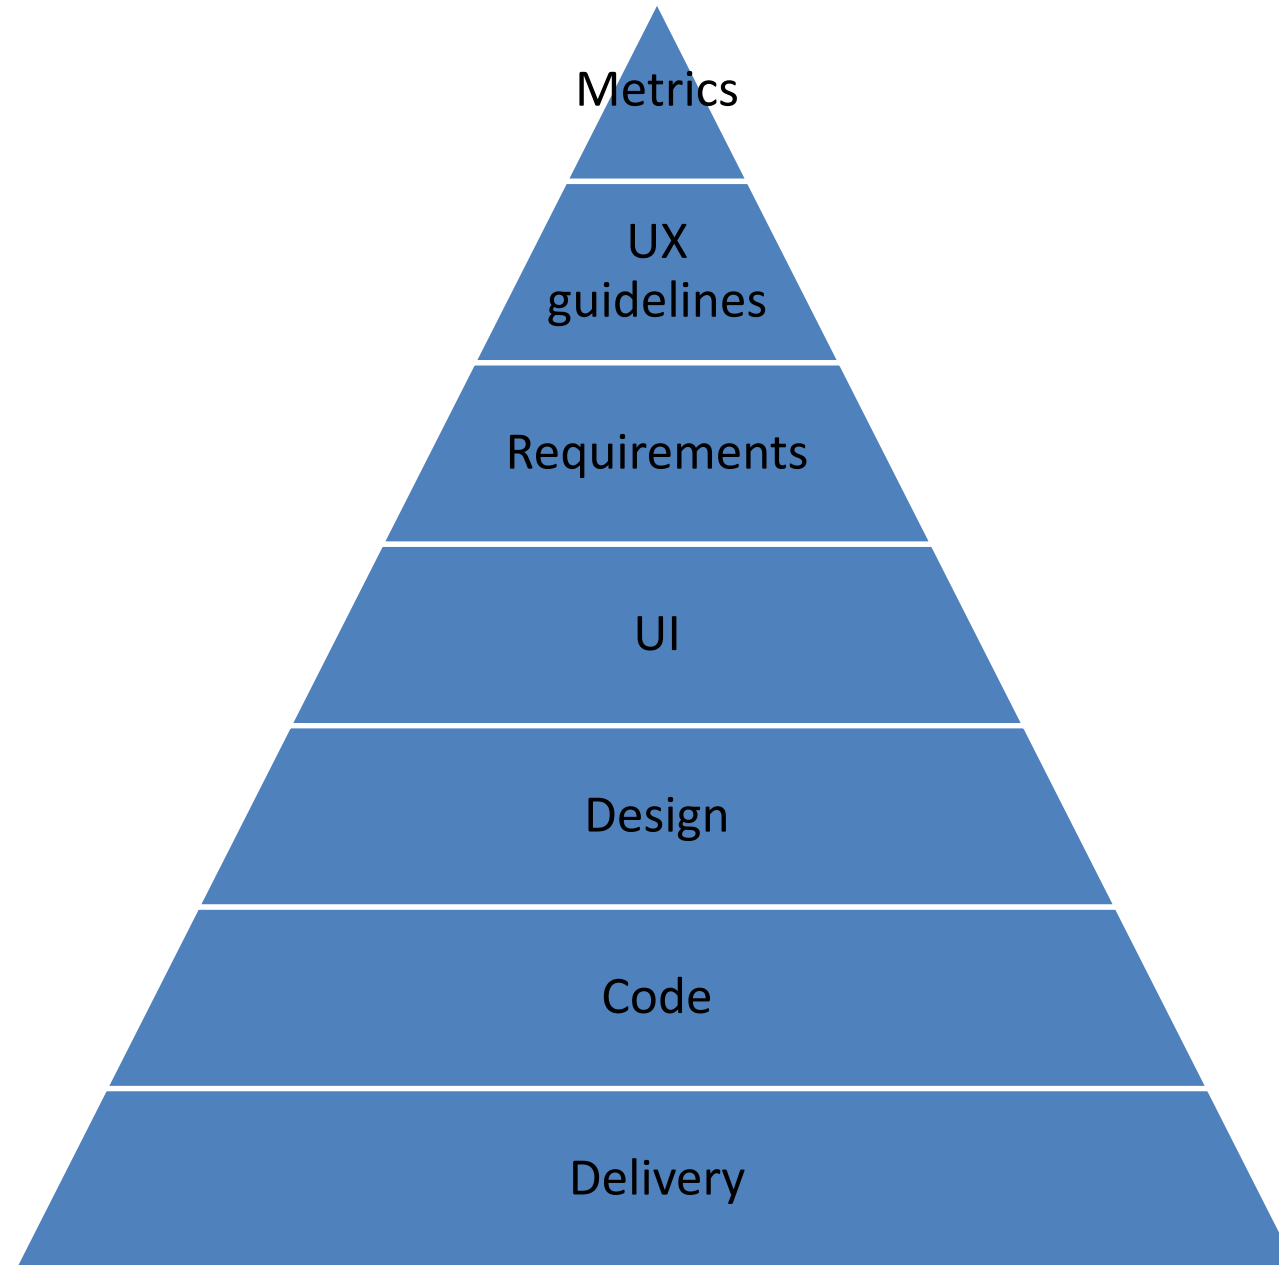 Metrics
UX
guidelines
Requirements
UI
Design
Code
Delivery